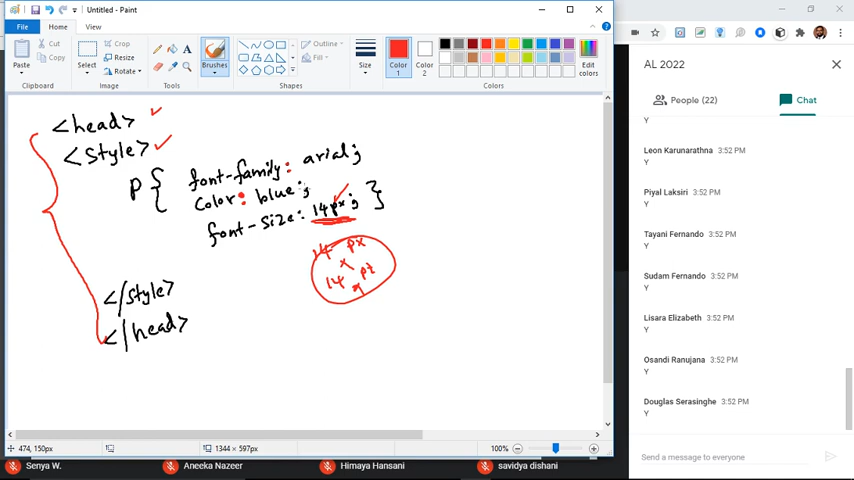 Untitled - Paint
File
Home
View
Paste
Cut
Copy
Select
Crop
Resize
Rotate
Brushes
Outline
Fill
Size
Color 1
Color 2
Edit colors
Clipboard
Image
Tools
Shapes
Colors
<head>
<style>
P{ font-family: arial;
color: blue;
font-size: 14px; }
14 px
14 pt
</style>
</head>
474, 150px
1344 × 597px
100%
Senya W.
Aneeka Nazeer
Himaya Hansani
savidya dishani
AL 2022
People (22)
Chat
Y
Leon Karunarathna 3:52 PM
Y
Piyal Laksiri 3:52 PM
Y
Tayani Fernando 3:52 PM
Y
Sudam Fernando 3:52 PM
Y
Lisara Elizabeth 3:52 PM
Y
Osandi Ranujana 3:52 PM
Y
Douglas Serasinghe 3:52 PM
Y
Send a message to everyone